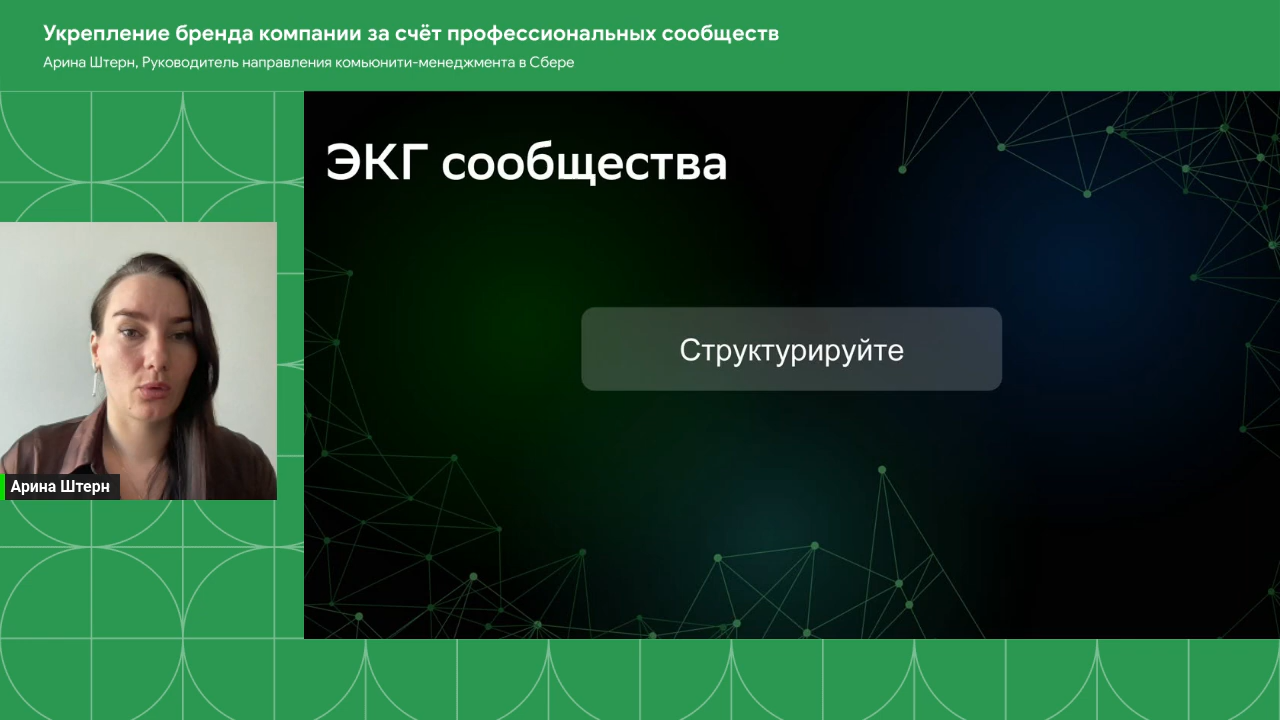 Укрепление бренда компании за счёт профессиональных сообществ
Арина Штерн, Руководитель направления комьюнити-менеджмента в Сбере
ЭКГ сообщества
Структурируйте
Арина Штерн